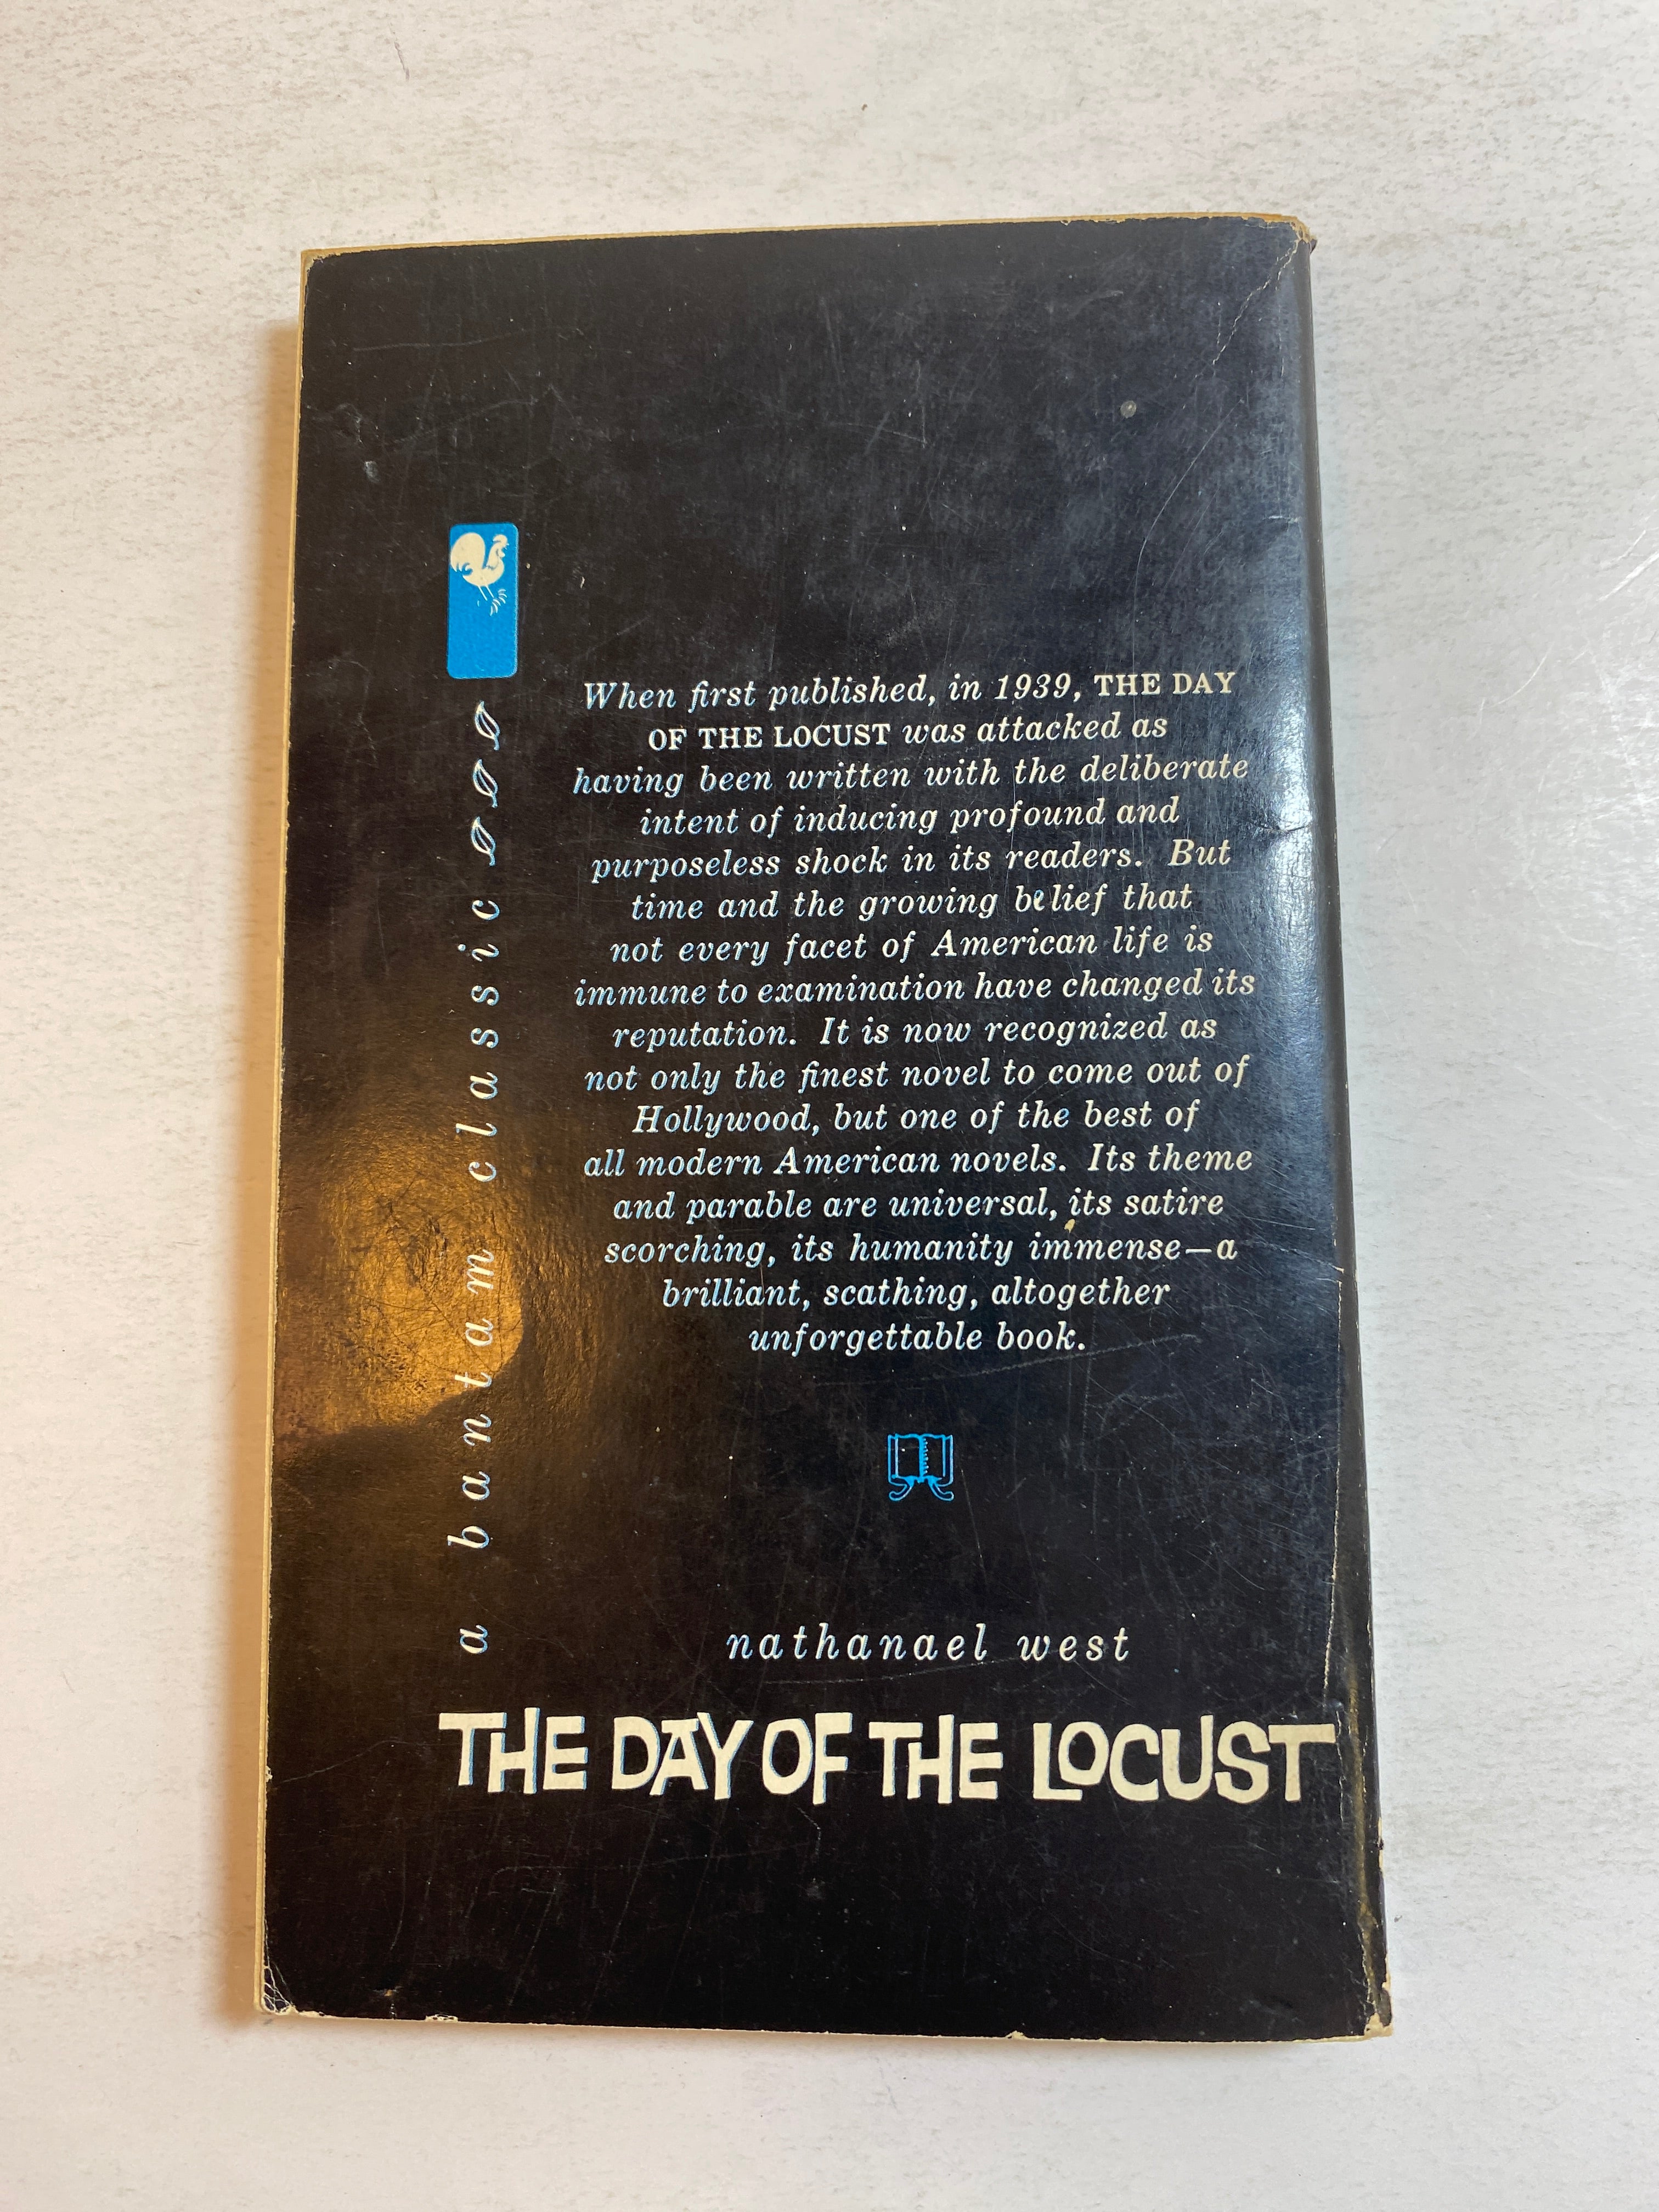 a bantam classic
When first published, in 1939, THE DAY
OF THE LOCUST was attacked as
having been written with the deliberate
intent of inducing profound and
purposeless shock in its readers. But
time and the growing belief that
not every facet of American life is
immune to examination have changed its
reputation. It is now recognized as
not only the finest novel to come out of
Hollywood, but one of the best of
all modern American novels. Its theme
and parable are universal, its satire
scorching, its humanity immense—a
brilliant, scathing, altogether
unforgettable book.
nathanael west
THE DAY OF THE LOCUST